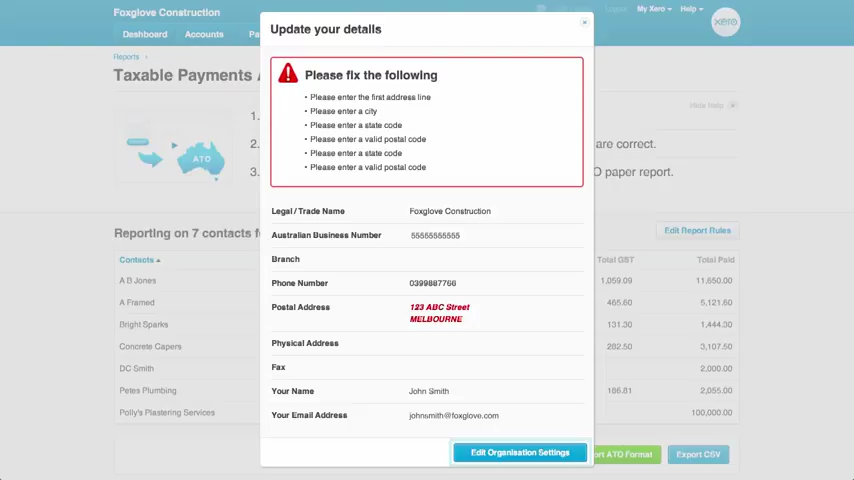 Foxglove Construction
Logout My Xero Help
Dashboard Accounts Pa
xero
Update your details
Reports ›
Taxable Payments A
Please fix the following
• Please enter the first address line
• Please enter a city
• Please enter a state code
• Please enter a valid postal code
• Please enter a state code
• Please enter a valid postal code
Hide Help
1.
2.
are correct.
3.
O paper report.
ATO
Legal / Trade Name Foxglove Construction
Australian Business Number 55555555555
Branch
Phone Number 0399887766
Postal Address 123 ABC Street
MELBOURNE
Physical Address
Fax
Your Name John Smith
Your Email Address johnsmith@foxglove.com
Edit Organisation Settings
Reporting on 7 contacts fo
Edit Report Rules
Contacts Total GST Total Paid
A B Jones 1,059.09 11,650.00
A Framed 465.60 5,121.60
Bright Sparks 131.30 1,444.30
Concrete Capers 282.50 3,107.50
DC Smith 2,000.00
Petes Plumbing 186.81 2,055.00
Polly's Plastering Services 100,000.00
ort ATO Format Export CSV